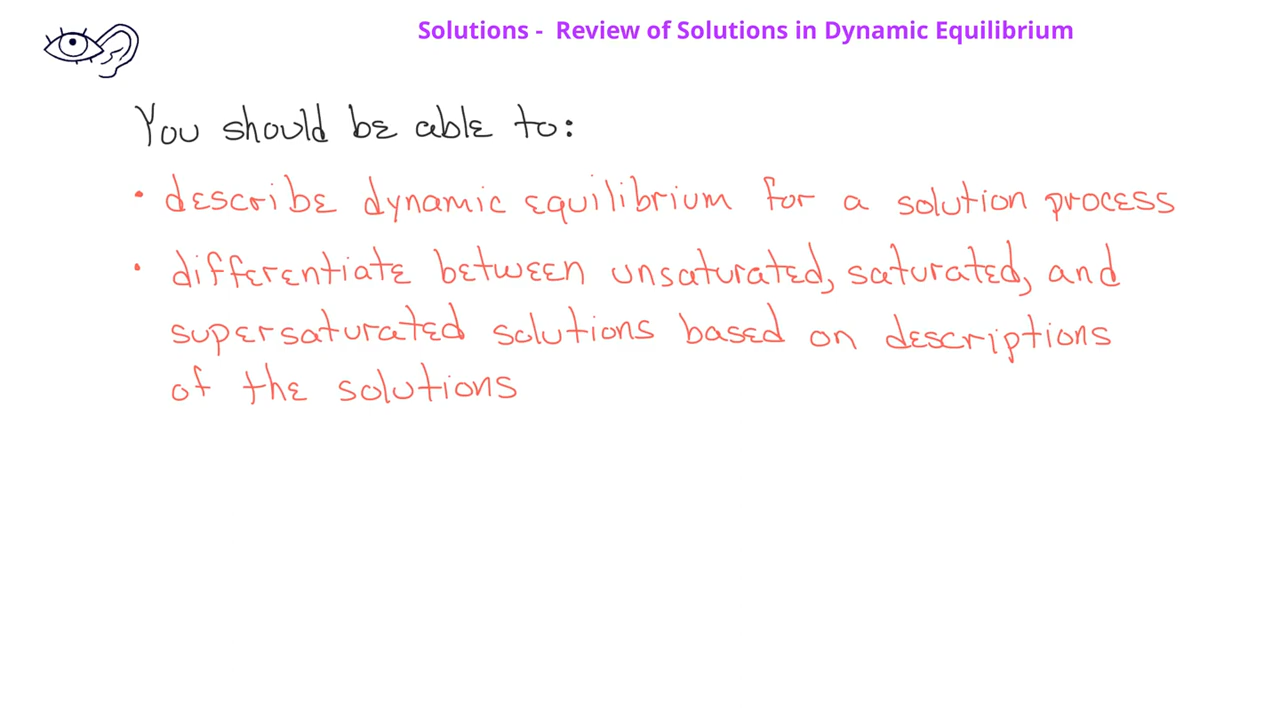 Solutions - Review of Solutions in Dynamic Equilibrium
You should be able to:
• describe dynamic equilibrium for a solution process
• differentiate between unsaturated, saturated, and
supersaturated solutions based on descriptions
of the solutions